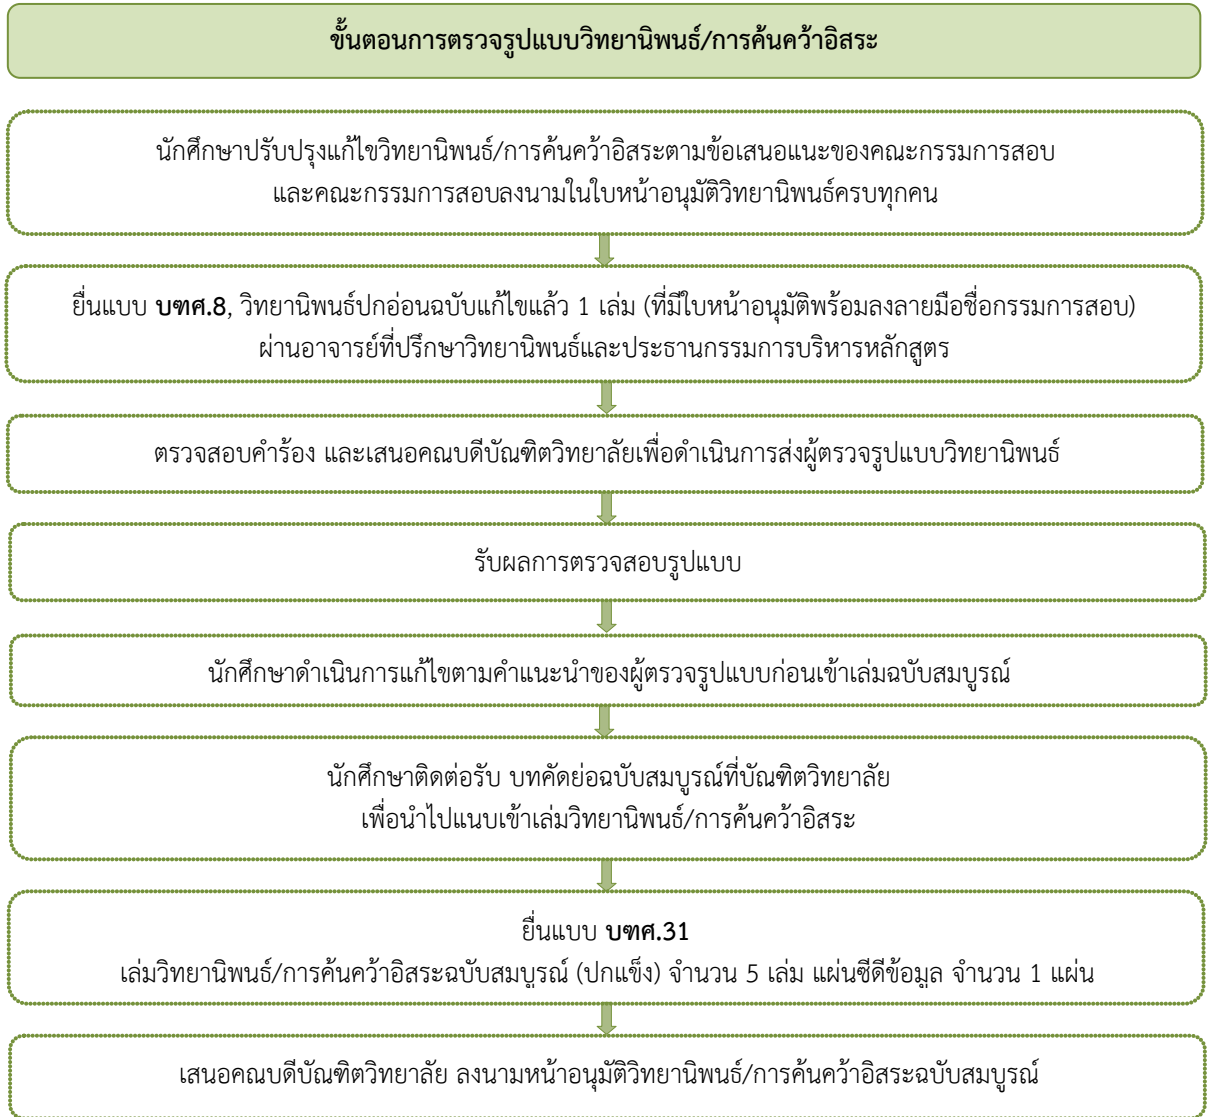 ขั้นตอนการตรวจรูปแบบวิทยานิพนธ์/การค้นคว้าอิสระ
นักศึกษาปรับปรุงแก้ไขวิทยานิพนธ์/การค้นคว้าอิสระตามข้อเสนอแนะของคณะกรรมการสอบ
และคณะกรรมการสอบลงนามในใบหน้าอนุมัติวิทยานิพนธ์ครบทุกคน
ยื่นแบบ บฑศ.8, วิทยานิพนธ์ปกอ่อนฉบับแก้ไขแล้ว 1 เล่ม (ที่มีใบหน้าอนุมัติพร้อมลงลายมือชื่อกรรมการสอบ)
ผ่านอาจารย์ที่ปรึกษาวิทยานิพนธ์และประธานกรรมการบริหารหลักสูตร
ตรวจสอบคำร้อง และเสนอคณบดีบัณฑิตวิทยาลัยเพื่อดำเนินการส่งผู้ตรวจรูปแบบวิทยานิพนธ์
รับผลการตรวจสอบรูปแบบ
นักศึกษาดำเนินการแก้ไขตามคำแนะนำของผู้ตรวจรูปแบบก่อนเข้าเล่มฉบับสมบูรณ์
นักศึกษาติดต่อรับ บทคัดย่อฉบับสมบูรณ์ที่บัณฑิตวิทยาลัย
เพื่อนำไปแนบเข้าเล่มวิทยานิพนธ์/การค้นคว้าอิสระ
ยื่นแบบ บฑศ.31
เล่มวิทยานิพนธ์/การค้นคว้าอิสระฉบับสมบูรณ์ (ปกแข็ง) จำนวน 5 เล่ม แผ่นซีดีข้อมูล จำนวน 1 แผ่น
เสนอคณบดีบัณฑิตวิทยาลัย ลงนามหน้าอนุมัติวิทยานิพนธ์/การค้นคว้าอิสระฉบับสมบูรณ์